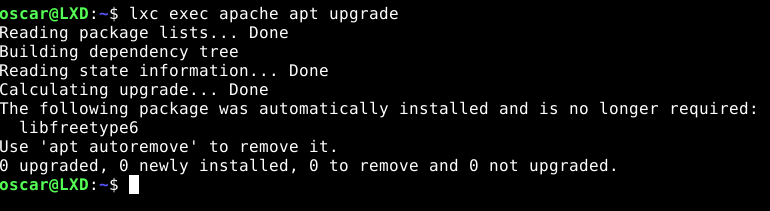 oscar@LXD:~$ lxc exec apache apt upgrade
Reading package lists... Done
Building dependency tree
Reading state information... Done
Calculating upgrade... Done
The following package was automatically installed and is no longer required:
  libfreetype6
Use 'apt autoremove' to remove it.
0 upgraded, 0 newly installed, 0 to remove and 0 not upgraded.
oscar@LXD:~$